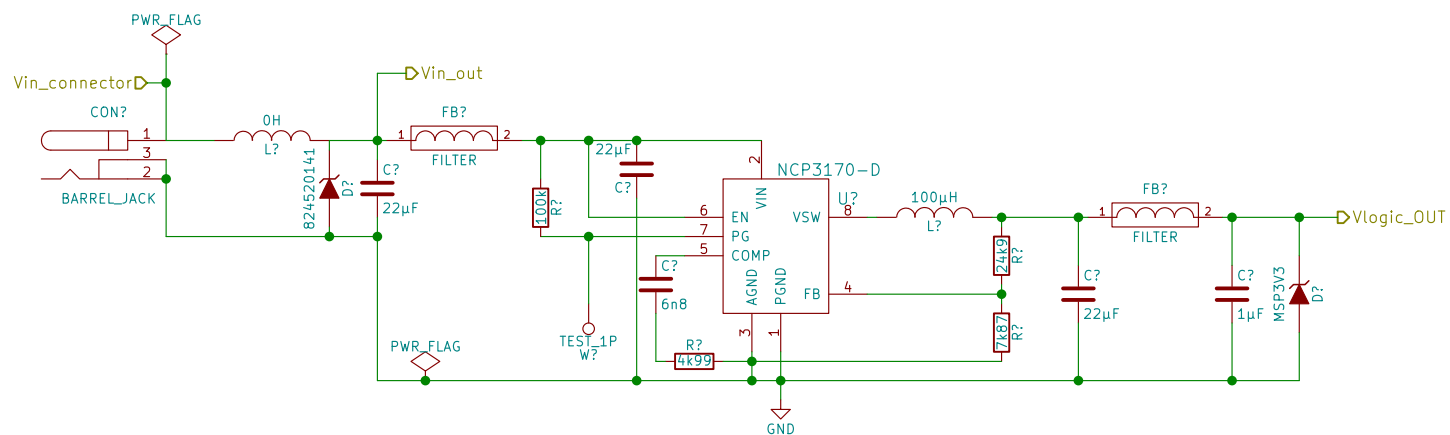 PWR_FLAG
Vin_connector
Vin_out
CON?
1
3
2
BARREL_JACK
0H
L?
824520141
D?
C?
22µF
FB?
1
2
FILTER
100k
R?
22µF
C?
NCP3170-D
U?
2
VIN
6
EN
7
PG
5
COMP
AGND
3
PGND
1
VSW
8
FB
4
C?
6n8
TEST_1P
W?
R?
4k99
PWR_FLAG
GND
100µH
L?
24k9
R?
7k87
R?
C?
22µF
FB?
1
2
FILTER
C?
1µF
MSP3V3
D?
Vlogic_OUT